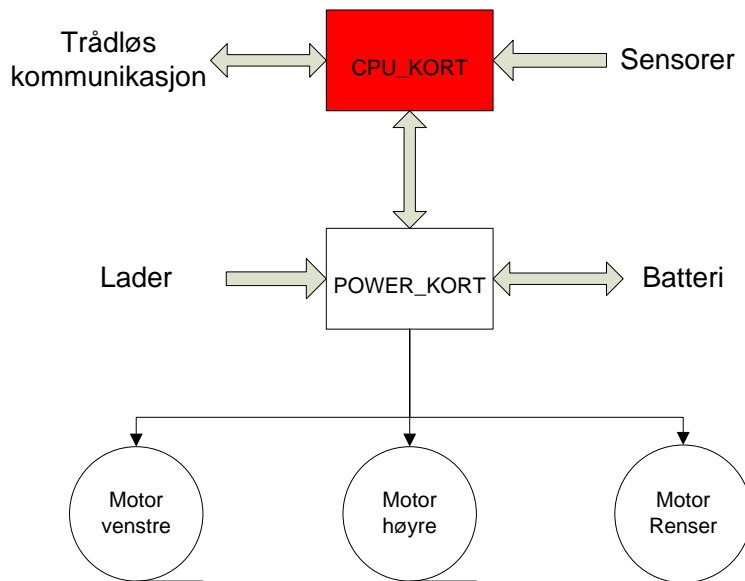 Trådløs
kommunikasjon
CPU_KORT
Sensorer
Lader
POWER_KORT
Batteri
Motor
venstre
Motor
høyre
Motor
Renser